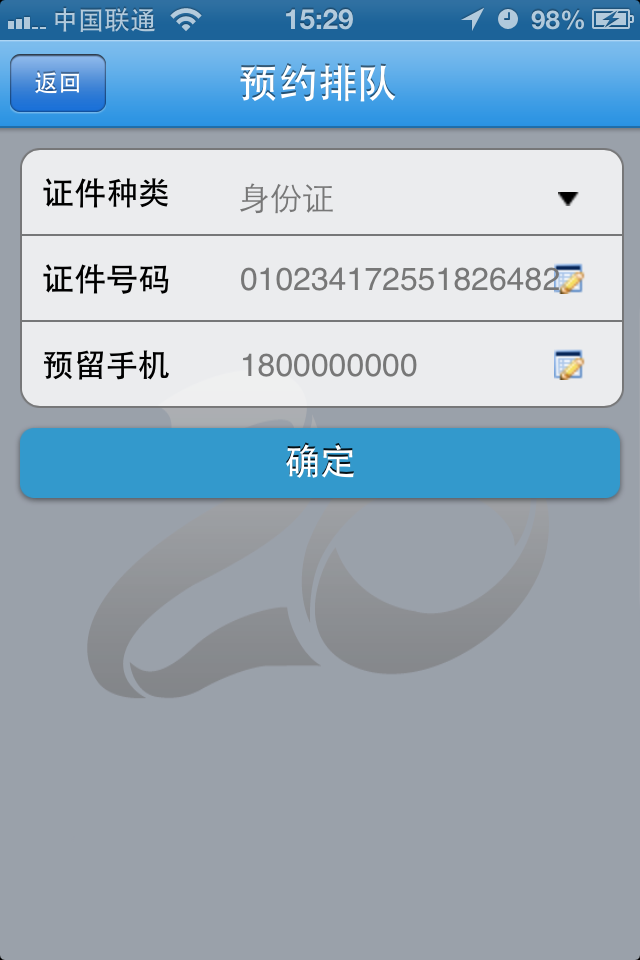 中国联通 15:29 98%
返回 预约排队
证件种类 身份证
证件号码 010234172551826482
预留手机 1800000000
确定